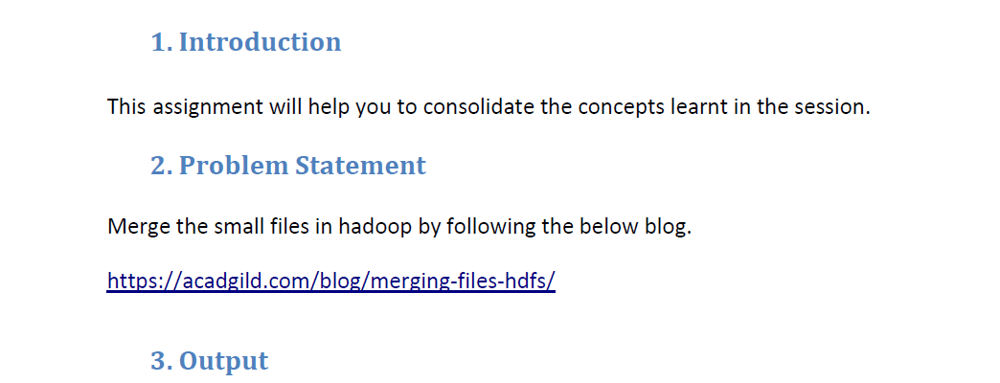 1. Introduction
This assignment will help you to consolidate the concepts learnt in the session.
2. Problem Statement
Merge the small files in hadoop by following the below blog.
https://acadgild.com/blog/merging-files-hdfs/
3. Output